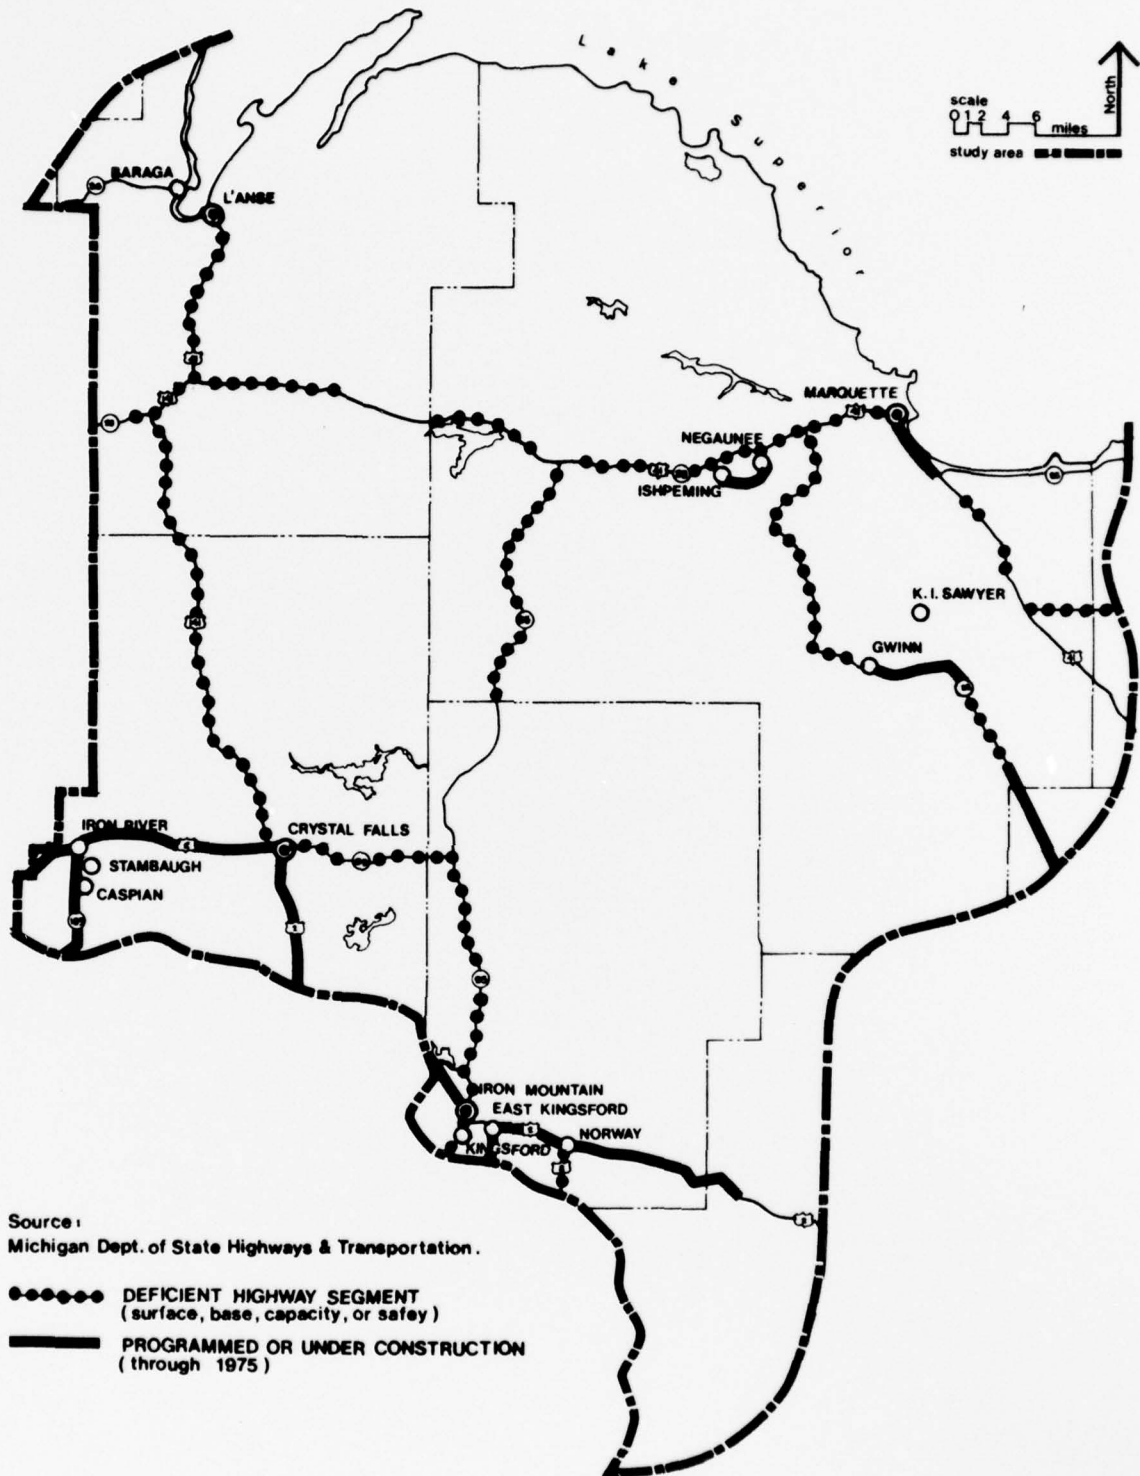 Lake Superior
North
scale
0 1 2 4 6
miles
study area
BARAGA
L'ANSE
MARQUETTE
NEGAUNEE
ISHPEMING
K. I. SAWYER
GWINN
IRON RIVER
CRYSTAL FALLS
STAMBAUGH
CASPIAN
IRON MOUNTAIN
EAST KINGSFORD
NORWAY
KINGSFORD
2
Source:
Michigan Dept. of State Highways & Transportation.
DEFICIENT HIGHWAY SEGMENT
(surface, base, capacity, or safey)
PROGRAMMED OR UNDER CONSTRUCTION
(through 1975)